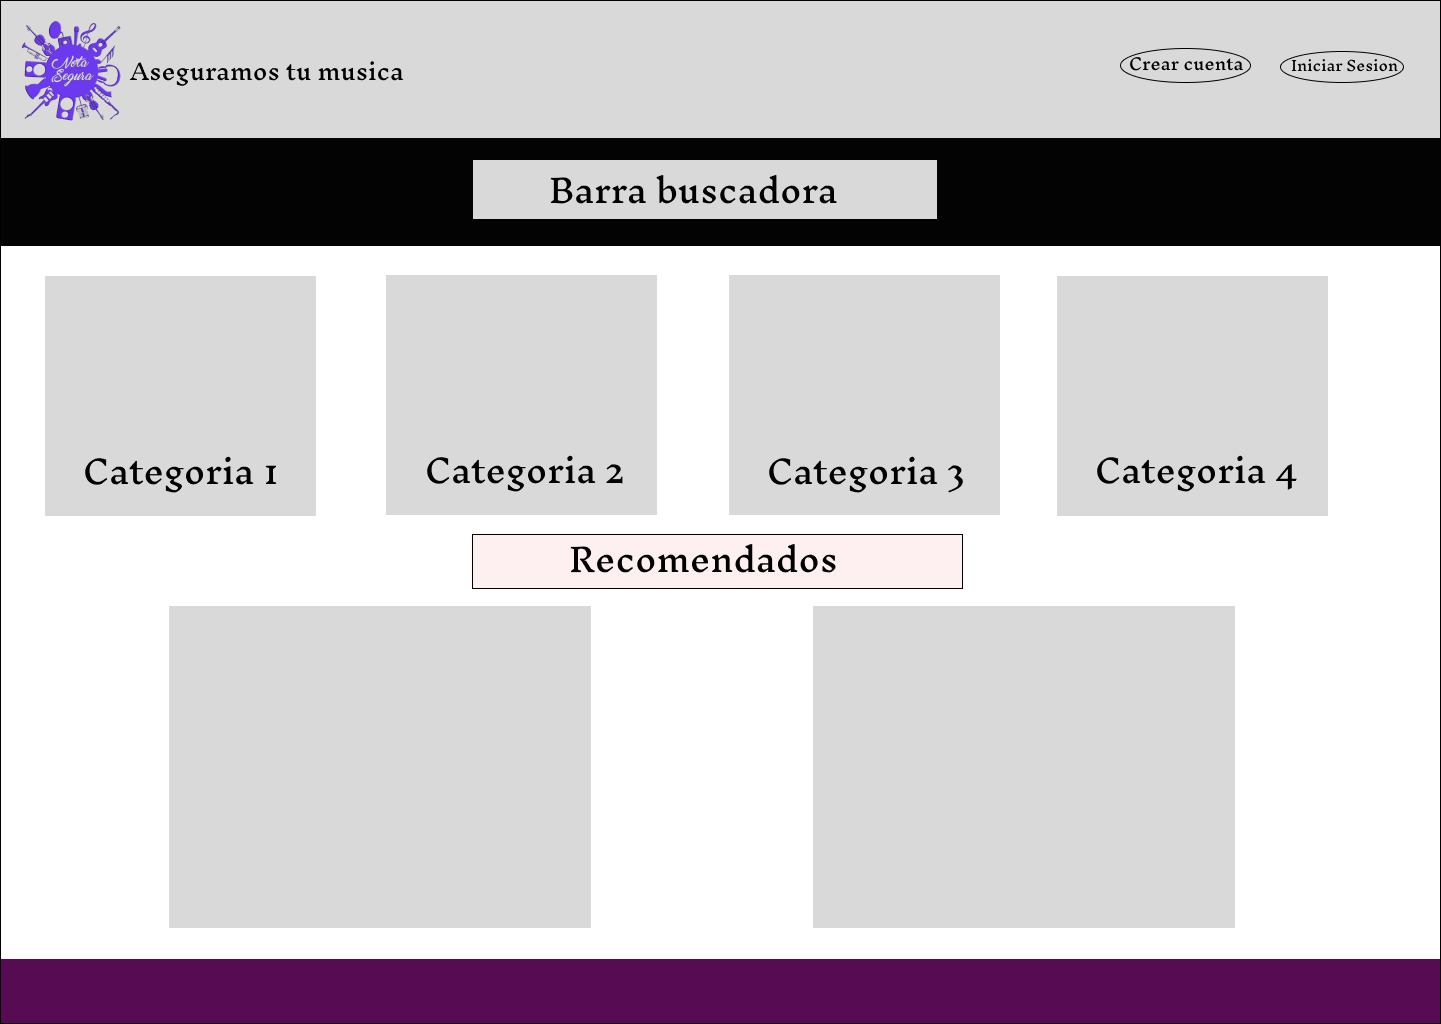 Nota
Segura
Aseguramos tu musica
Crear cuenta
Iniciar Sesion
Barra buscadora
Categoria 1
Categoria 2
Categoria 3
Categoria 4
Recomendados